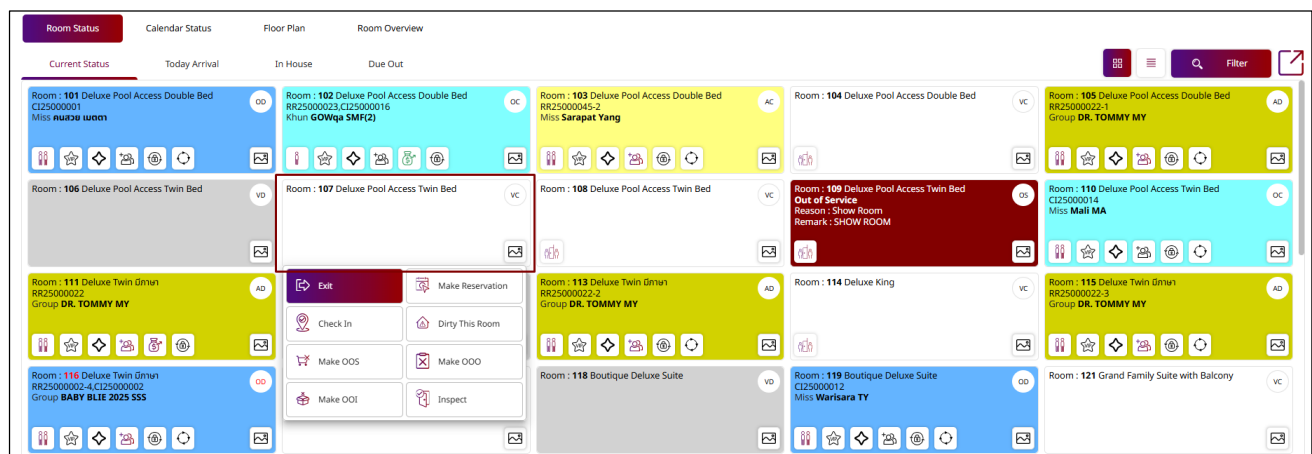 Room Status Calendar Status Floor Plan Room Overview
Current Status Today Arrival In House Due Out Filter
Room : 101 Deluxe Pool Access Double Bed OD
CI25000001
Miss คนสวย เมตตา
Room : 102 Deluxe Pool Access Double Bed OC
RR25000023,CI25000016
Khun GOWqa SMF(2)
Room : 103 Deluxe Pool Access Double Bed AC
RR25000045-2
Miss Sarapat Yang
Room : 104 Deluxe Pool Access Double Bed VC
Room : 105 Deluxe Pool Access Double Bed AD
RR25000022-1
Group DR. TOMMY MY
Room : 106 Deluxe Pool Access Twin Bed VD
Room : 107 Deluxe Pool Access Twin Bed VC
Room : 108 Deluxe Pool Access Twin Bed VC
Room : 109 Deluxe Pool Access Twin Bed OS
Out of Service
Reason : Show Room
Remark : SHOW ROOM
Room : 110 Deluxe Pool Access Twin Bed OC
CI25000014
Miss Mali MA
Room : 111 Deluxe Twin มีภาษา AD
RR25000022
Group DR. TOMMY MY
Exit Make Reservation
Check In Dirty This Room
Make OOS Make OOO
Make OOI Inspect
Room : 113 Deluxe Twin มีภาษา AD
RR25000022-2
Group DR. TOMMY MY
Room : 114 Deluxe King VC
Room : 115 Deluxe Twin มีภาษา AD
RR25000022-3
Group DR. TOMMY MY
Room : 116 Deluxe Twin มีภาษา OD
RR25000002-4,CI25000002
Group BABY BLIE 2025 SSS
Room : 118 Boutique Deluxe Suite VD
Room : 119 Boutique Deluxe Suite OD
CI25000012
Miss Warisara TY
Room : 121 Grand Family Suite with Balcony VC